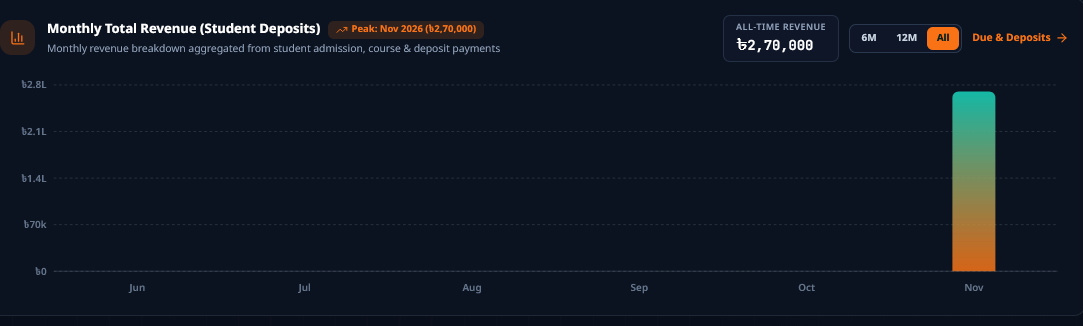 Monthly Total Revenue (Student Deposits)
Peak: Nov 2026 (৳2,70,000)
Monthly revenue breakdown aggregated from student admission, course & deposit payments
ALL-TIME REVENUE
৳2,70,000
6M
12M
All
Due & Deposits →
৳2.8L
৳2.1L
৳1.4L
৳70k
৳0
Jun
Jul
Aug
Sep
Oct
Nov